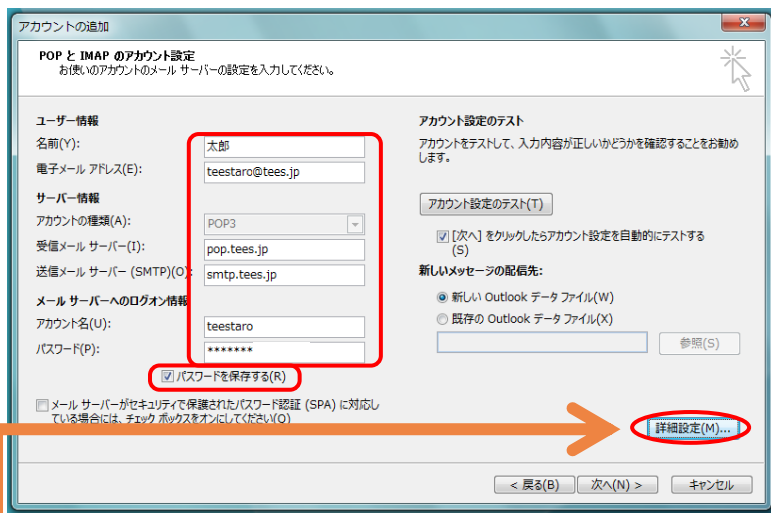 アカウントの追加
POP と IMAP のアカウント設定
お使いのアカウントのメール サーバーの設定を入力してください。
ユーザー情報
名前(Y):
太郎
電子メール アドレス(E):
teestaro@tees.jp
サーバー情報
アカウントの種類(A):
POP3
受信メール サーバー(I):
pop.tees.jp
送信メール サーバー (SMTP)(O):
smtp.tees.jp
メール サーバーへのログオン情報
アカウント名(U):
teestaro
パスワード(P):
*******
パスワードを保存する(R)
メール サーバーがセキュリティで保護されたパスワード認証 (SPA) に対応し
ている場合には、チェック ボックスをオンにしてください(Q)
アカウント設定のテスト
アカウントをテストして、入力内容が正しいかどうかを確認することをお勧め
します。
アカウント設定のテスト(T)
[次へ] をクリックしたらアカウント設定を自動的にテストする
(S)
新しいメッセージの配信先:
新しい Outlook データ ファイル(W)
既存の Outlook データ ファイル(X)
参照(S)
詳細設定(M)...
< 戻る(B)
次へ(N) >
キャンセル